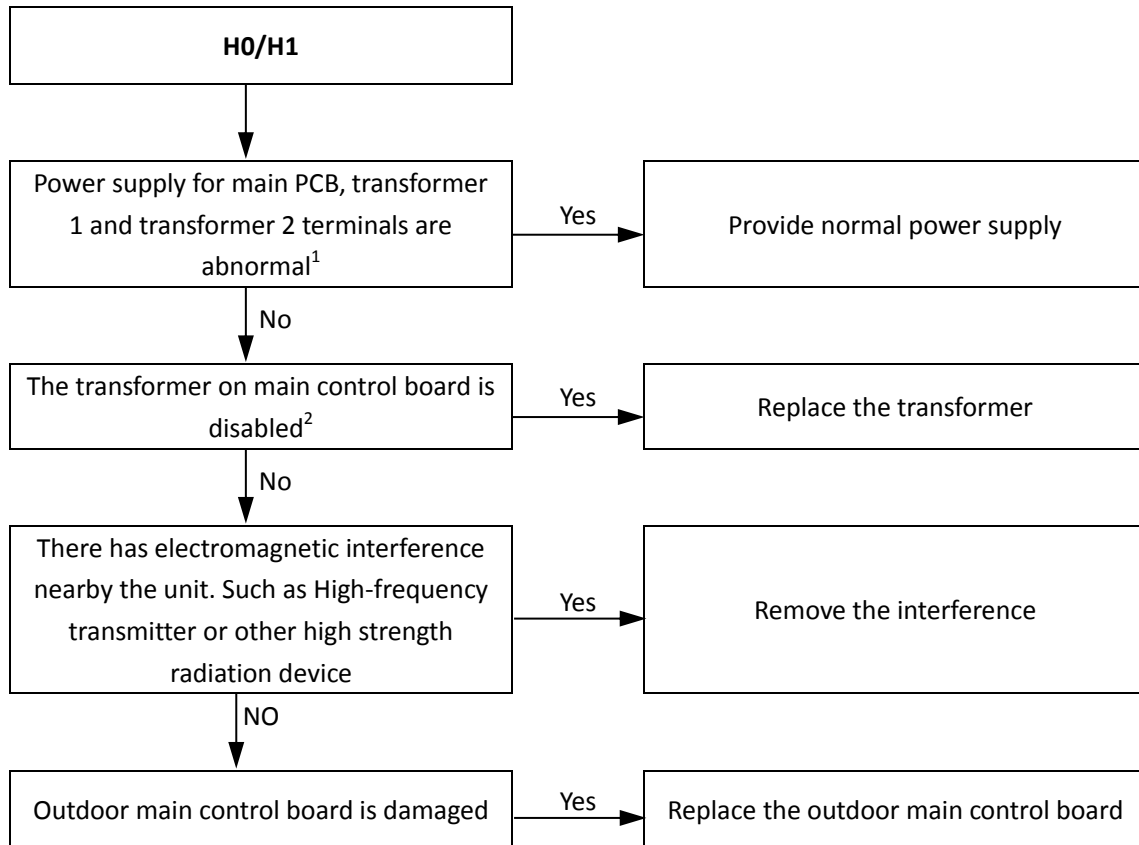 H0/H1
Power supply for main PCB, transformer
1 and transformer 2 terminals are
abnormal1
Yes
Provide normal power supply
No
The transformer on main control board is
disabled2
Yes
Replace the transformer
No
There has electromagnetic interference
nearby the unit. Such as High-frequency
transmitter or other high strength
radiation device
Yes
Remove the interference
NO
Outdoor main control board is damaged
Yes
Replace the outdoor main control board